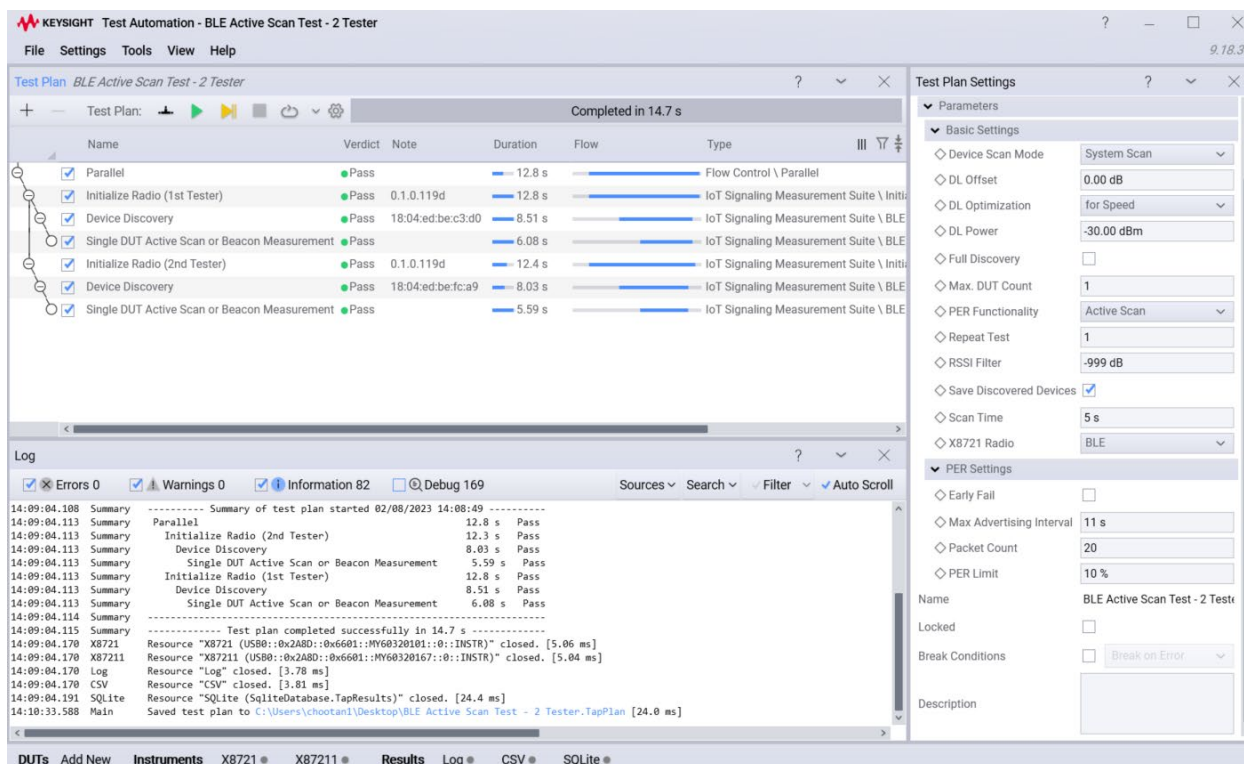 KEYSIGHT Test Automation - BLE Active Scan Test - 2 Tester
File Settings Tools View Help
9.18.3
Test Plan BLE Active Scan Test - 2 Tester
Test Plan: Completed in 14.7 s
Name Verdict Note Duration Flow Type
Parallel Pass 12.8 s Flow Control \ Parallel
Initialize Radio (1st Tester) Pass 0.1.0.119d 12.8 s IoT Signaling Measurement Suite \ Initi
Device Discovery Pass 18:04:ed:be:c3:d0 8.51 s IoT Signaling Measurement Suite \ BLE
Single DUT Active Scan or Beacon Measurement Pass 6.08 s IoT Signaling Measurement Suite \ BLE
Initialize Radio (2nd Tester) Pass 0.1.0.119d 12.4 s IoT Signaling Measurement Suite \ Initi
Device Discovery Pass 18:04:ed:be:fc:a9 8.03 s IoT Signaling Measurement Suite \ BLE
Single DUT Active Scan or Beacon Measurement Pass 5.59 s IoT Signaling Measurement Suite \ BLE
Log
Errors 0 Warnings 0 Information 82 Debug 169 Sources Search Filter Auto Scroll
14:09:04.108 Summary ---------- Summary of test plan started 02/08/2023 14:08:49 ----------
14:09:04.113 Summary Parallel 12.8 s Pass
14:09:04.113 Summary Initialize Radio (2nd Tester) 12.3 s Pass
14:09:04.113 Summary Device Discovery 8.03 s Pass
14:09:04.113 Summary Single DUT Active Scan or Beacon Measurement 5.59 s Pass
14:09:04.113 Summary Initialize Radio (1st Tester) 12.8 s Pass
14:09:04.113 Summary Device Discovery 8.51 s Pass
14:09:04.113 Summary Single DUT Active Scan or Beacon Measurement 6.08 s Pass
14:09:04.114 Summary ----------------------------------------------------------------------
14:09:04.115 Summary ------------- Test plan completed successfully in 14.7 s -------------
14:09:04.170 X8721 Resource "X8721 (USB0::0x2A8D::0x6601::MY60320101::0::INSTR)" closed. [5.06 ms]
14:09:04.170 X87211 Resource "X87211 (USB0::0x2A8D::0x6601::MY60320167::0::INSTR)" closed. [5.04 ms]
14:09:04.170 Log Resource "Log" closed. [3.78 ms]
14:09:04.170 CSV Resource "CSV" closed. [3.81 ms]
14:09:04.191 SQLite Resource "SQLite (SqliteDatabase.TapResults)" closed. [24.4 ms]
14:10:33.588 Main Saved test plan to C:\Users\chootan1\Desktop\BLE Active Scan Test - 2 Tester.TapPlan [24.0 ms]
DUTs Add New Instruments X8721 X87211 Results Log CSV SQLite
Test Plan Settings
Parameters
Basic Settings
Device Scan Mode System Scan
DL Offset 0.00 dB
DL Optimization for Speed
DL Power -30.00 dBm
Full Discovery
Max. DUT Count 1
PER Functionality Active Scan
Repeat Test 1
RSSI Filter -999 dB
Save Discovered Devices
Scan Time 5 s
X8721 Radio BLE
PER Settings
Early Fail
Max Advertising Interval 11 s
Packet Count 20
PER Limit 10 %
Name BLE Active Scan Test - 2 Teste
Locked
Break Conditions Break on Error
Description